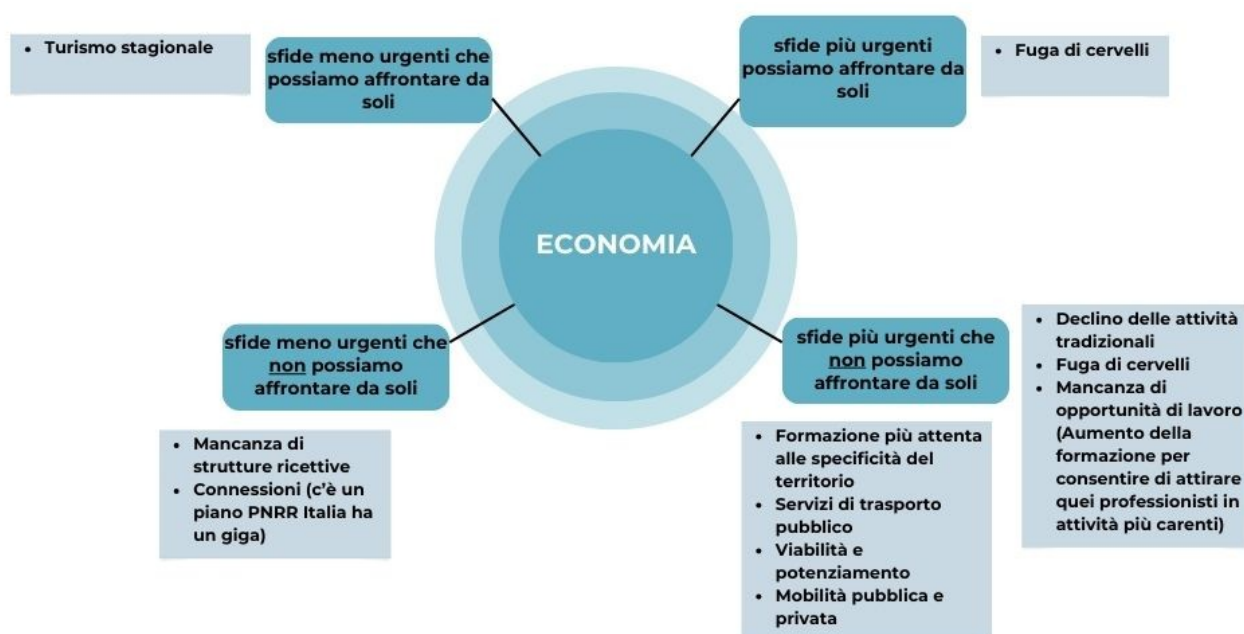 • Turismo stagionale
sfide meno urgenti che
possiamo affrontare da
soli
sfide più urgenti
possiamo affrontare da
soli
• Fuga di cervelli
ECONOMIA
sfide meno urgenti che
non possiamo
affrontare da soli
• Mancanza di
strutture ricettive
• Connessioni (c'è un
piano PNRR Italia ha
un giga)
sfide più urgenti che
non possiamo
affrontare da soli
• Formazione più attenta
alle specificità del
territorio
• Servizi di trasporto
pubblico
• Viabilità e
potenziamento
• Mobilità pubblica e
privata
• Declino delle attività
tradizionali
• Fuga di cervelli
• Mancanza di
opportunità di lavoro
(Aumento della
formazione per
consentire di attirare
quei professionisti in
attività più carenti)